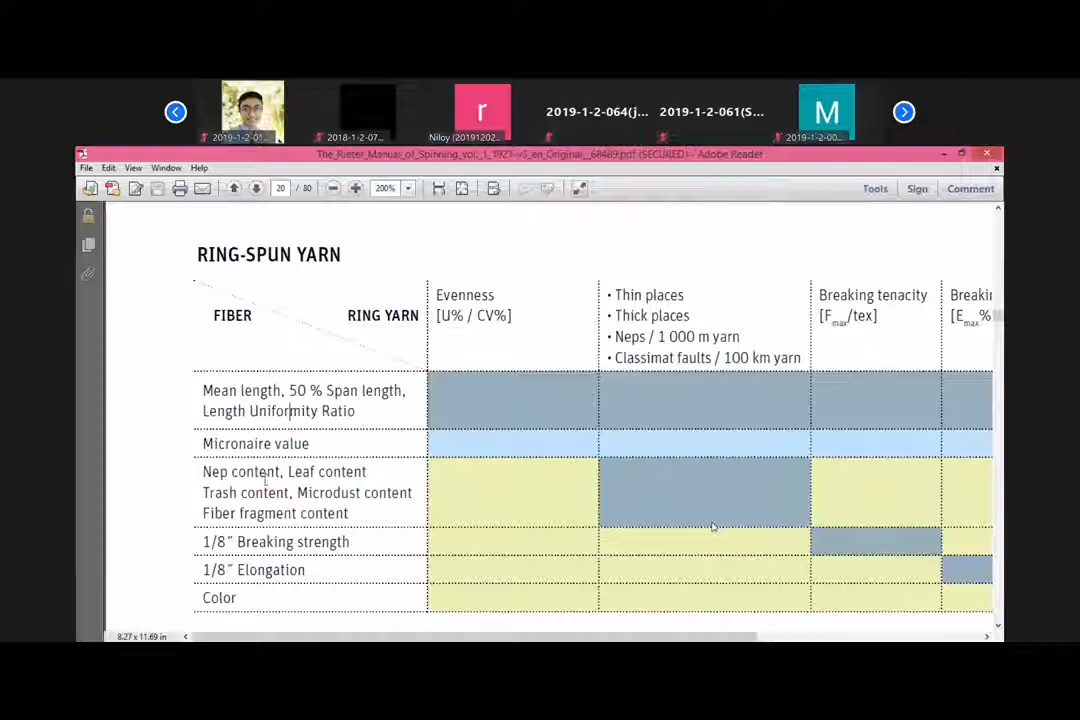 r
2019-1-2-064(j...
2019-1-2-061(S...
M
2019-1-2-01...
2018-1-2-07...
Niloy (20191202...
2019-1-2-00...
The_Rieter_Manual_of_Spinning_vol._1_1921-v3_en_Original_68489.pdf (SECURED) - Adobe Reader
File Edit View Window Help
20 / 80 200% Tools Sign Comment
RING-SPUN YARN
FIBER RING YARN
Evenness
[U% / CV%]
• Thin places
• Thick places
• Neps / 1 000 m yarn
• Classimat faults / 100 km yarn
Breaking tenacity
[Fmax/tex]
Breakin
[Emax%
Mean length, 50 % Span length,
Length Uniformity Ratio
Micronaire value
Nep content, Leaf content
Trash content, Microdust content
Fiber fragment content
1/8˝ Breaking strength
1/8˝ Elongation
Color
8.27 x 11.69 in